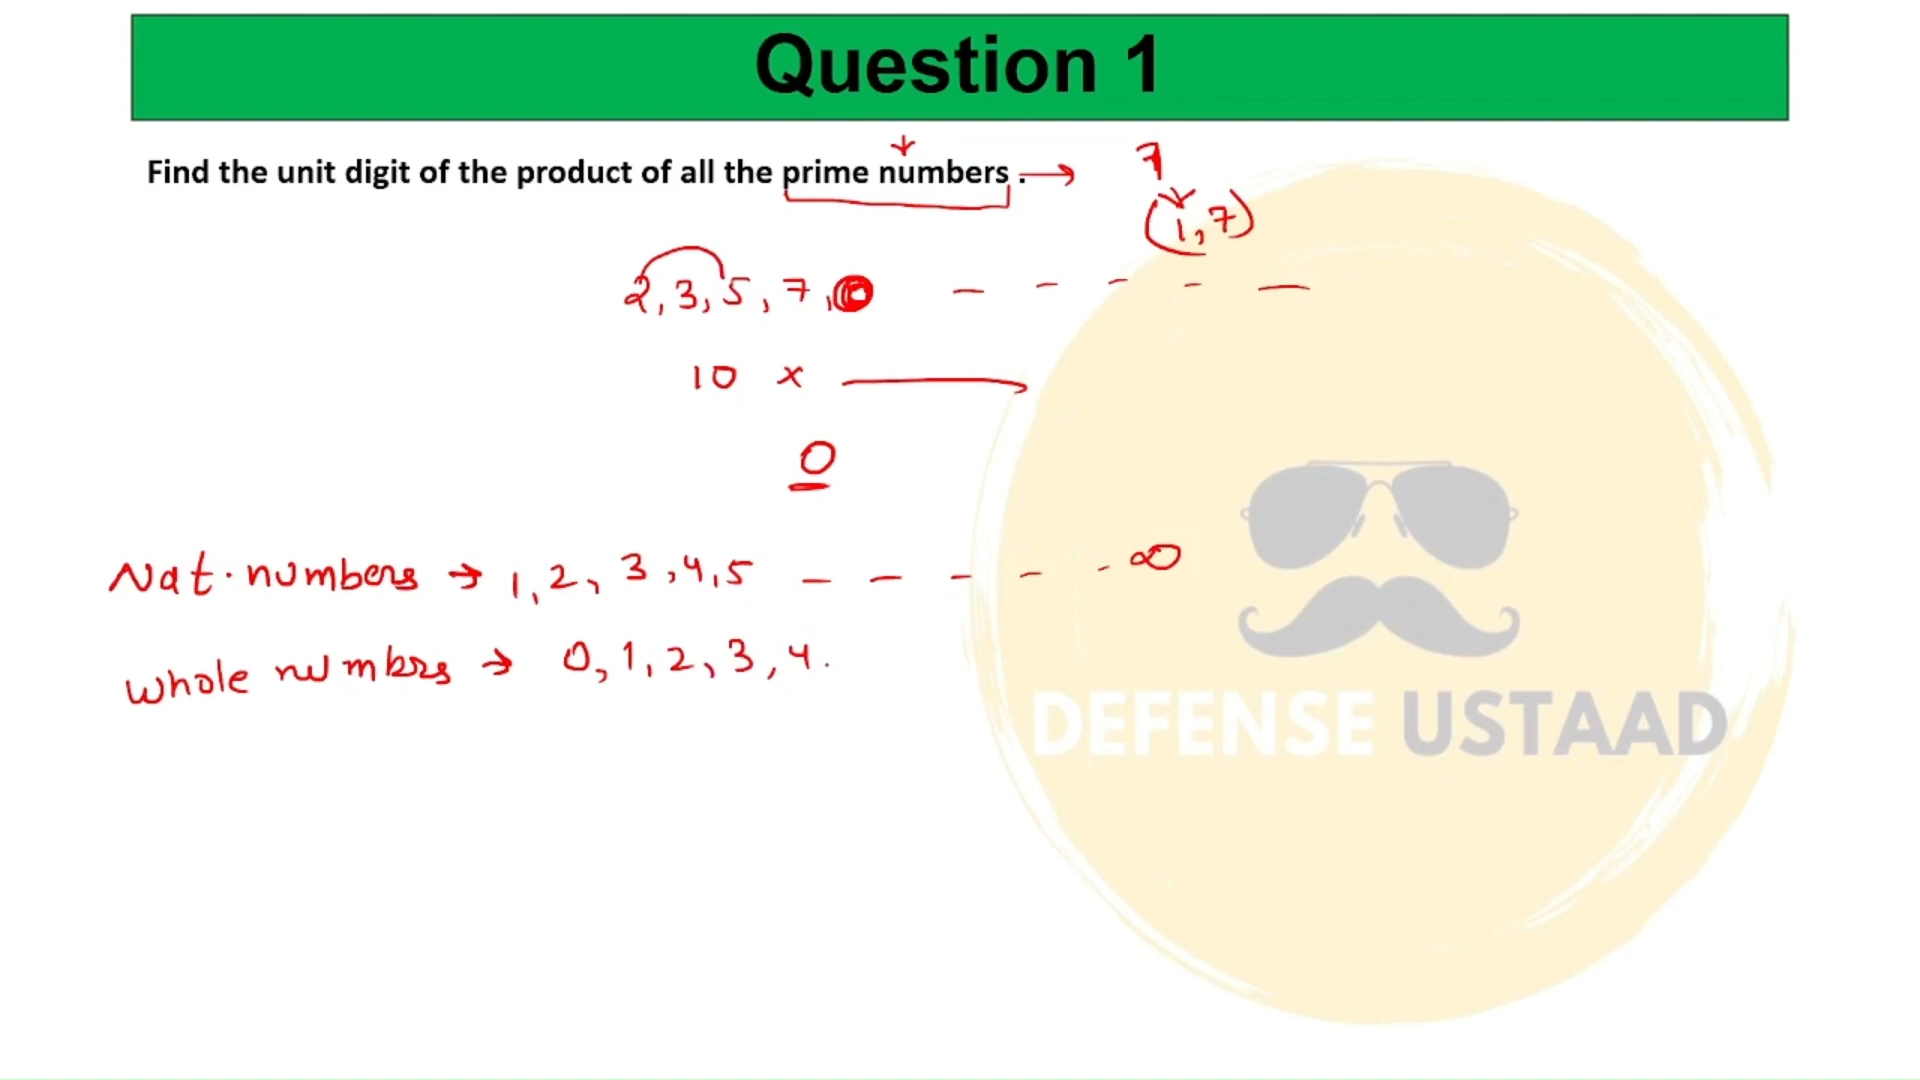 Question 1
Find the unit digit of the product of all the prime numbers . →
7
(1, 7)
2, 3, 5, 7, - - - - -
10 ×
0
Nat. numbers → 1, 2, 3, 4, 5 - - - - - ∞
whole numbrs → 0, 1, 2, 3, 4.
DEFENSE USTAAD